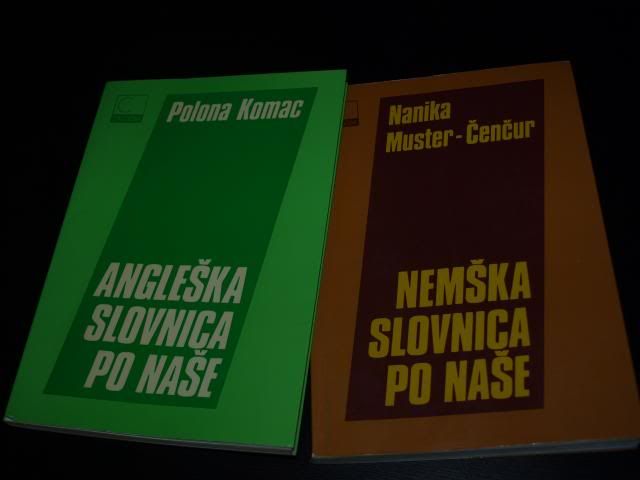 Polona Komac
ANGLEŠKA
SLOVNICA
PO NAŠE
Nanika
Muster-Čenčur
NEMŠKA
SLOVNICA
PO NAŠE